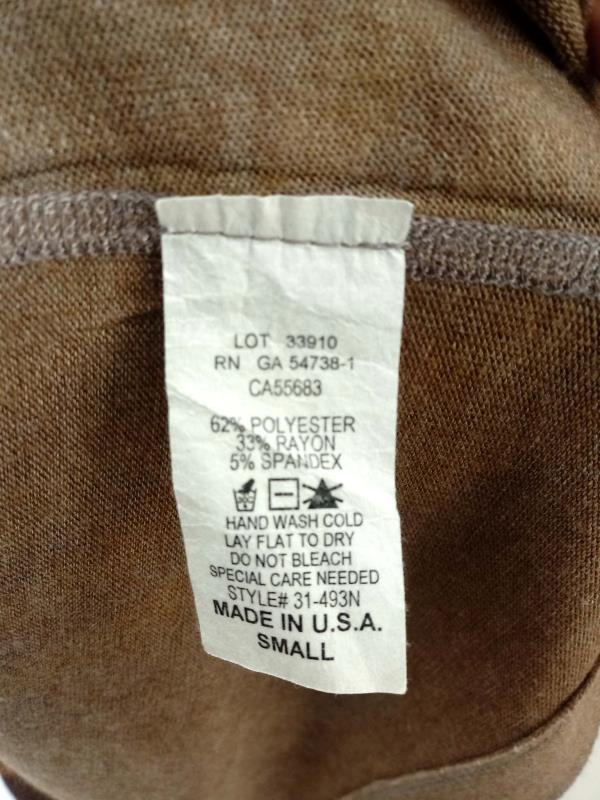 LOT 33910
RN GA 54738-1
CA55683
62% POLYESTER
33% RAYON
5% SPANDEX
HAND WASH COLD
LAY FLAT TO DRY
DO NOT BLEACH
SPECIAL CARE NEEDED
STYLE# 31-493N
MADE IN U.S.A.
SMALL